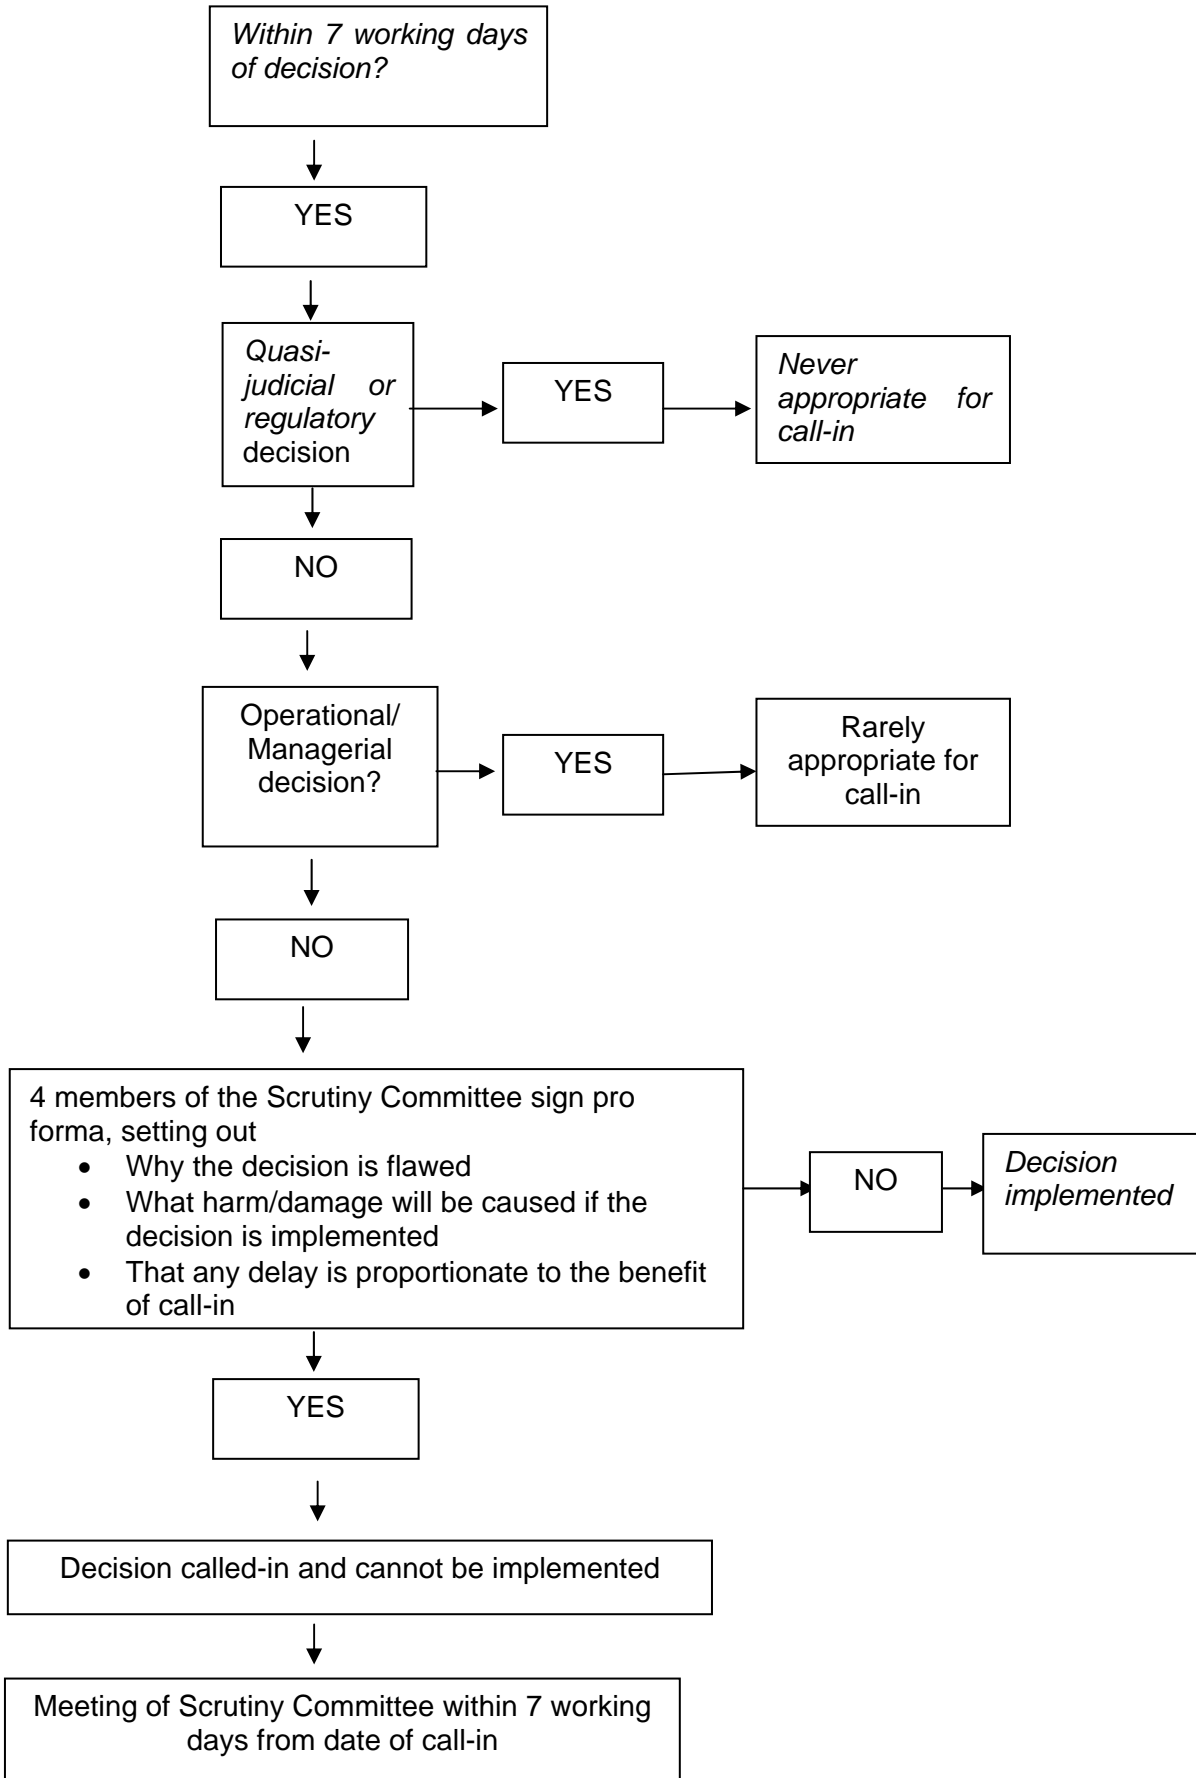 Within 7 working days
of decision?
YES
Quasi-
judicial or
regulatory
decision
YES
Never
appropriate for
call-in
NO
Operational/
Managerial
decision?
YES
Rarely
appropriate for
call-in
NO
4 members of the Scrutiny Committee sign pro
forma, setting out
• Why the decision is flawed
• What harm/damage will be caused if the
decision is implemented
• That any delay is proportionate to the benefit
of call-in
NO
Decision
implemented
YES
Decision called-in and cannot be implemented
Meeting of Scrutiny Committee within 7 working
days from date of call-in